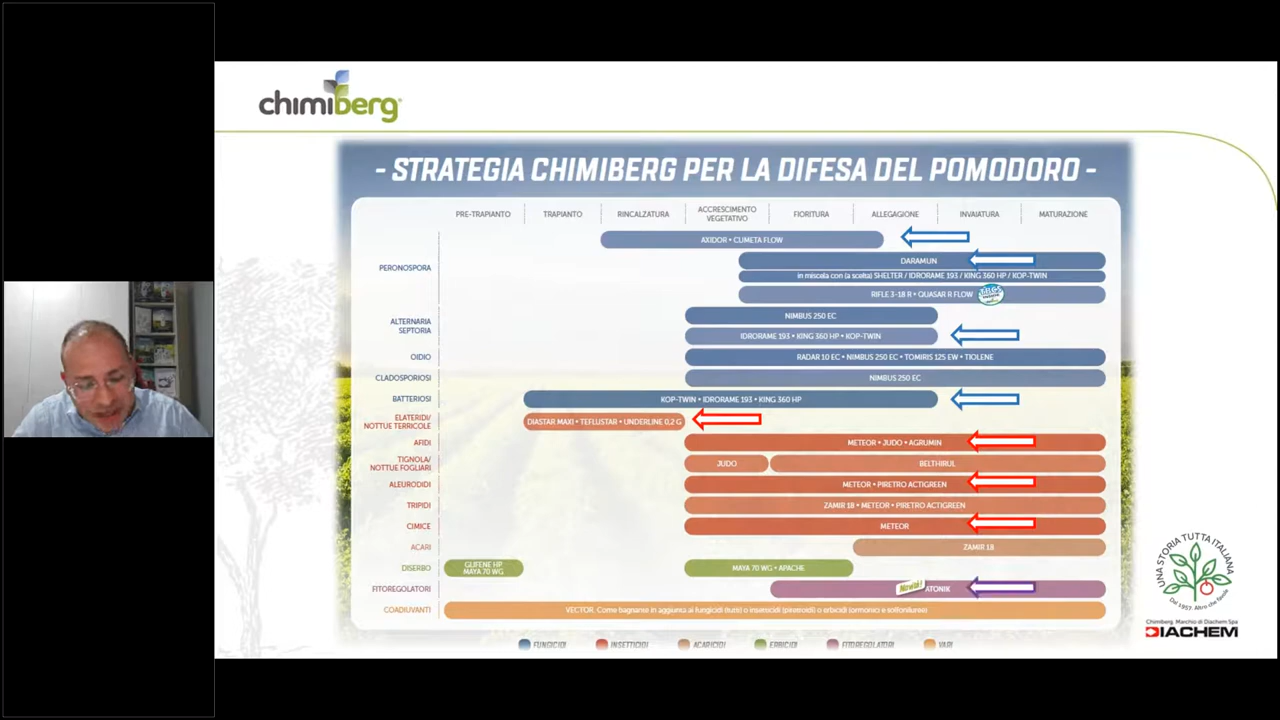 chimiberg
- STRATEGIA CHIMIBERG PER LA DIFESA DEL POMODORO -
PRE-TRAPIANTO
TRAPIANTO
RINCALZATURA
ACCRESCIMENTO
VEGETATIVO
FIORITURA
ALLEGAGIONE
INVAIATURA
MATURAZIONE
PERONOSPORA
AXIDOR • CLIMETA FLOW
DARAMUN
in miscela con (a scelta) SHELTER / IDRORAME 193 / KING 360 HP / KOP-TWIN
RIFLE 3-18 R • QUASAR R FLOW
ALTERNARIA
SEPTORIA
NIMBUS 250 EC
IDRORAME 193 • KING 360 HP • KOP-TWIN
OIDIO
RADAR 10 EC • NIMBUS 250 EC • TOMIRIS 125 EW • TIOLENE
CLADOSPORIOSI
NIMBUS 250 EC
BATTERIOSI
KOP-TWIN • IDRORAME 193 • KING 360 HP
ELATERIDI/
NOTTUE TERRICOLE
DIASTAR MAXI • TEFLUSTAR • UNDERLINE 0,2 G
AFIDI
METEOR • JUDO • AGRUMIN
TIGNOLA/
NOTTUE FOGLIARI
JUDO
BELTHIRUL
ALEURODIDI
METEOR • PIRETRO ACTIGREEN
TRIPIDI
ZAMIR 18 • METEOR • PIRETRO ACTIGREEN
CIMICE
METEOR
ACARI
ZAMIR 18
DISERBO
GLIFENE HP
MAYA 70 WG
MAYA 70 WG • APACHE
FITOREGOLATORI
Novità!
ATONIK
COADIUVANTI
VECTOR. Come bagnante in aggiunta ai fungicidi (tutti) o insetticidi (piretroidi) o erbicidi (ormonici e solfoniluree)
FUNGICIDI
INSETTICIDI
ACARICIDI
ERBICIDI
FITOREGOLATORI
VARI
UNA STORIA TUTTA ITALIANA
Dal 1957. Altro che favole
Chimiberg. Marchio di Diachem Spa
DIACHEM